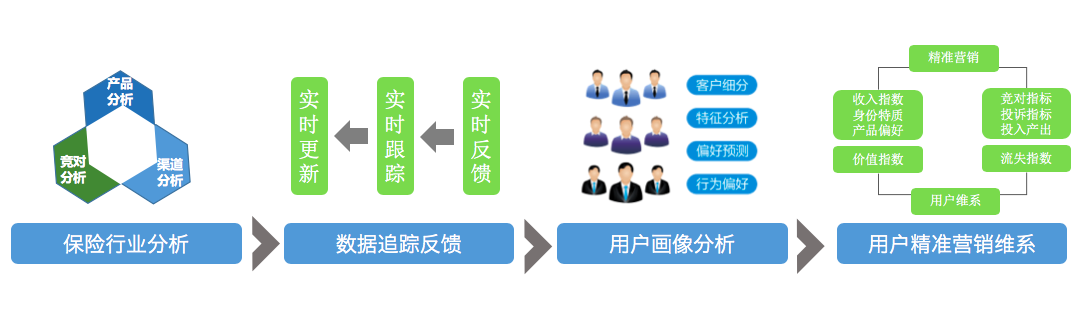 产品
分析
竞对
分析
渠道
分析
保险行业分析
实时更新
实时跟踪
实时反馈
数据追踪反馈
客户细分
特征分析
偏好预测
行为偏好
用户画像分析
精准营销
收入指数
身份特质
产品偏好
竞对指标
投诉指标
投入产出
价值指数
流失指数
用户维系
用户精准营销维系